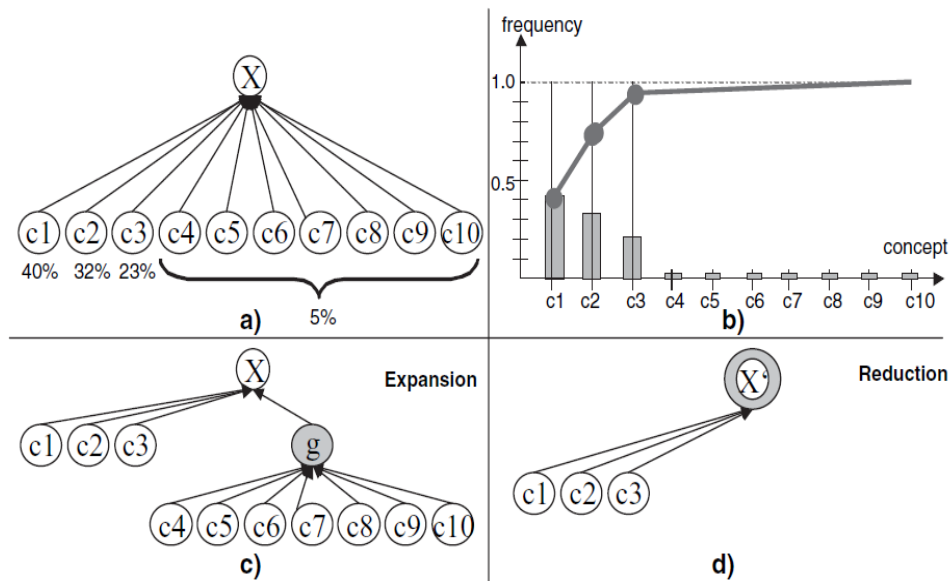 X
c1 c2 c3 c4 c5 c6 c7 c8 c9 c10
40% 32% 23%
5%
a)
frequency
1.0
0.5
concept
c1 c2 c3 c4 c5 c6 c7 c8 c9 c10
b)
X
Expansion
c1 c2 c3
g
c4 c5 c6 c7 c8 c9 c10
c)
X‘
Reduction
c1 c2 c3
d)